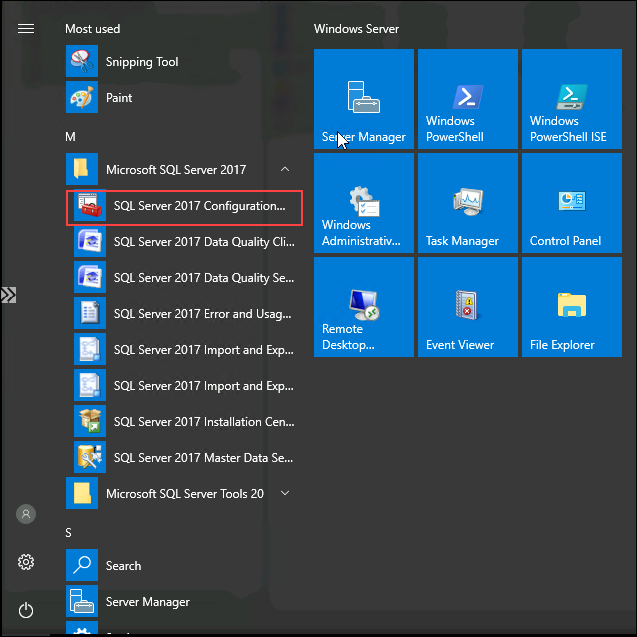 Most used
Snipping Tool
Paint
M
Microsoft SQL Server 2017
SQL Server 2017 Configuration...
SQL Server 2017 Data Quality Cli...
SQL Server 2017 Data Quality Se...
SQL Server 2017 Error and Usag...
SQL Server 2017 Import and Exp...
SQL Server 2017 Import and Exp...
SQL Server 2017 Installation Cen...
SQL Server 2017 Master Data Se...
Microsoft SQL Server Tools 20
S
Search
Server Manager
Windows Server
Server Manager
Windows
PowerShell
Windows
PowerShell ISE
Windows
Administrativ...
Task Manager
Control Panel
Remote
Desktop...
Event Viewer
File Explorer